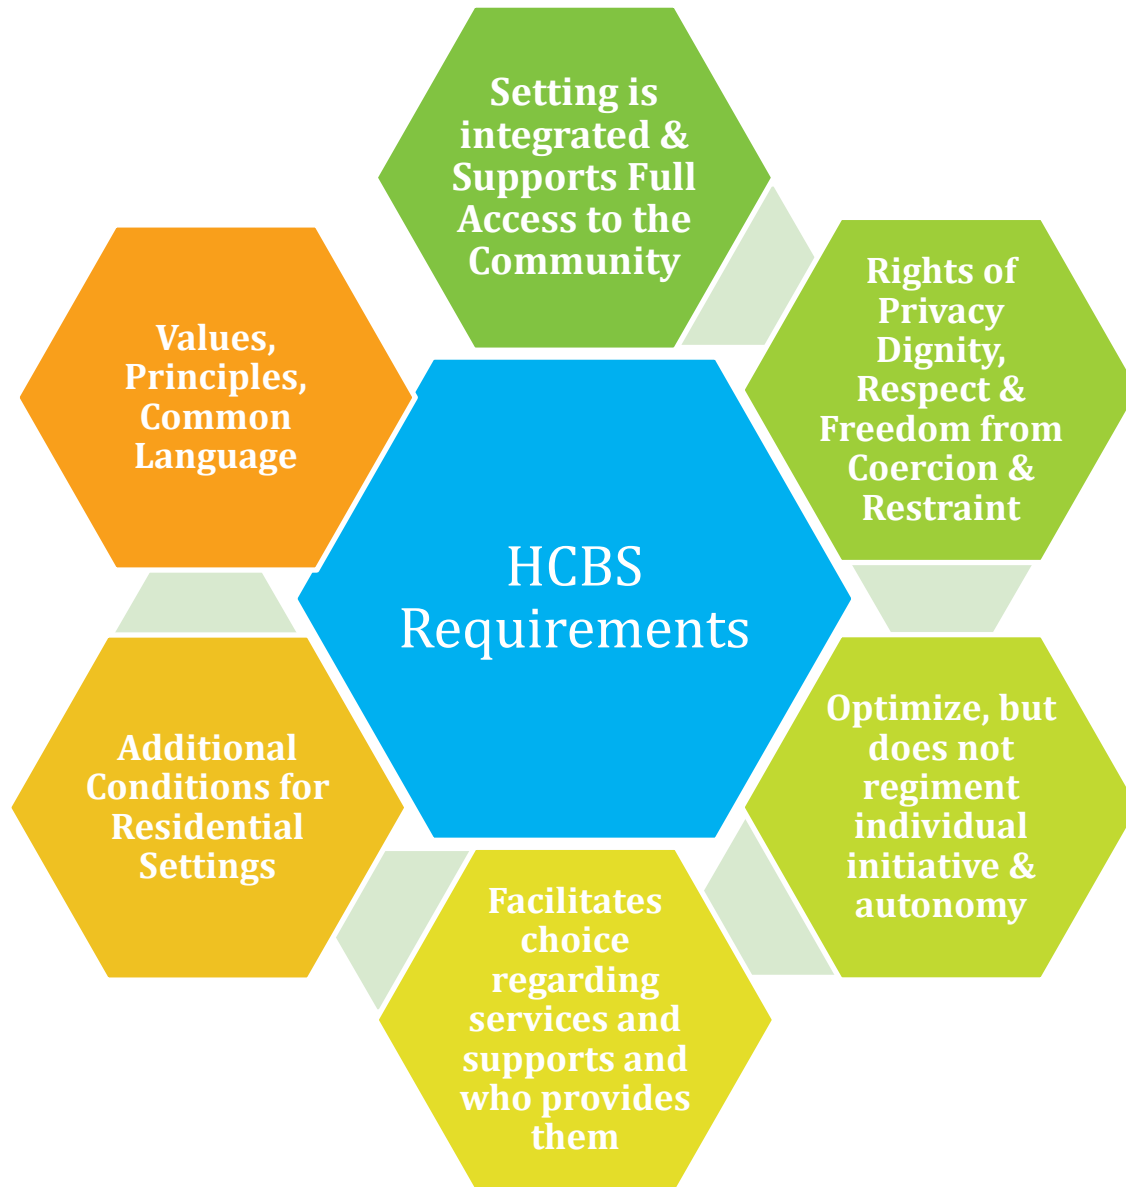 Setting is
integrated &
Supports Full
Access to the
Community
Rights of
Privacy
Dignity,
Respect &
Freedom from
Coercion &
Restraint
Values,
Principles,
Common
Language
HCBS
Requirements
Optimize, but
does not
regiment
individual
initiative &
autonomy
Additional
Conditions for
Residential
Settings
Facilitates
choice
regarding
services and
supports and
who provides
them